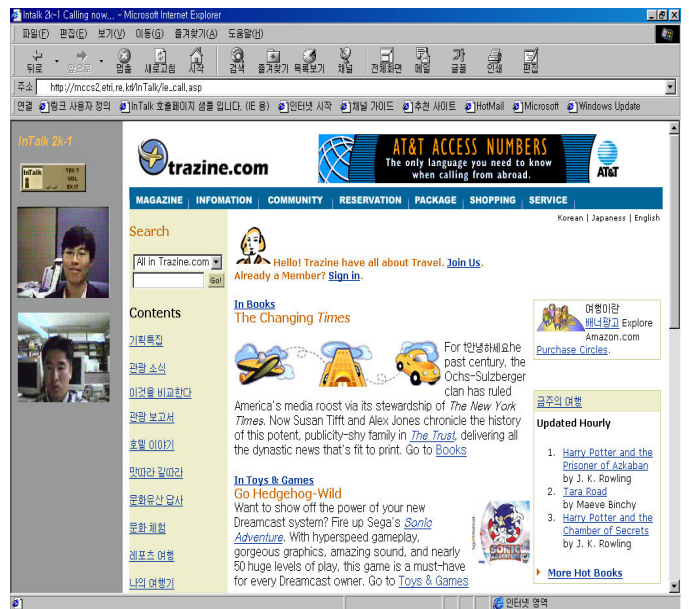 Intalk 2k-1 Calling now... - Microsoft Internet Explorer
파일(F) 편집(E) 보기(V) 이동(G) 즐겨찾기(A) 도움말(H)
뒤로 앞으로 멈춤 새로고침 시작 검색 즐겨찾기 목록보기 채널 전체화면 메일 글꼴 인쇄 편집
주소 http://mccs2.etri.re.kr/InTalk/ie_call.asp
연결 링크 사용자 정의 InTalk 호출페이지 샘플 입니다. (IE 용) 인터넷 시작 채널 가이드 추천 사이트 HotMail Microsoft Windows Update
InTalk 2k-1
InTalk TEXT
VOL
EXIT
trazine.com
AT&T ACCESS NUMBERS
The only language you need to know
when calling from abroad.
AT&T
MAGAZINE INFOMATION COMMUNITY RESERVATION PACKAGE SHOPPING SERVICE
Korean | Japaness | English
Search
All in Trazine.com
Go!
Contents
기획특집
관광 소식
이것을 비교한다
관광 보고서
호텔 이야기
맛따라 길따라
문화유산 답사
문화 체험
레포츠 여행
나의 여행기
Hello! Trazine have all about Travel. Join Us.
Already a Member? Sign in.
In Books
The Changing Times
For t안녕하세요he
past century, the
Ochs-Sulzberger
clan has ruled
America's media roost via its stewardship of The New York
Times. Now Susan Tifft and Alex Jones chronicle the history
of this potent, publicity-shy family in The Trust, delivering all
the dynastic news that's fit to print. Go to Books
In Toys & Games
Go Hedgehog-Wild
Want to show off the power of your new
Dreamcast system? Fire up Sega's Sonic
Adventure. With hyperspeed gameplay,
gorgeous graphics, amazing sound, and nearly
50 huge levels of play, this game is a must-have
for every Dreamcast owner. Go to Toys & Games
SONIC
여행이란
배너광고 Explore
Amazon.com
Purchase Circles.
금주의 여행
Updated Hourly
1. Harry Potter and the
Prisoner of Azkaban
by J. K. Rowling
2. Tara Road
by Maeve Binchy
3. Harry Potter and the
Chamber of Secrets
by J. K. Rowling
More Hot Books
인터넷 영역